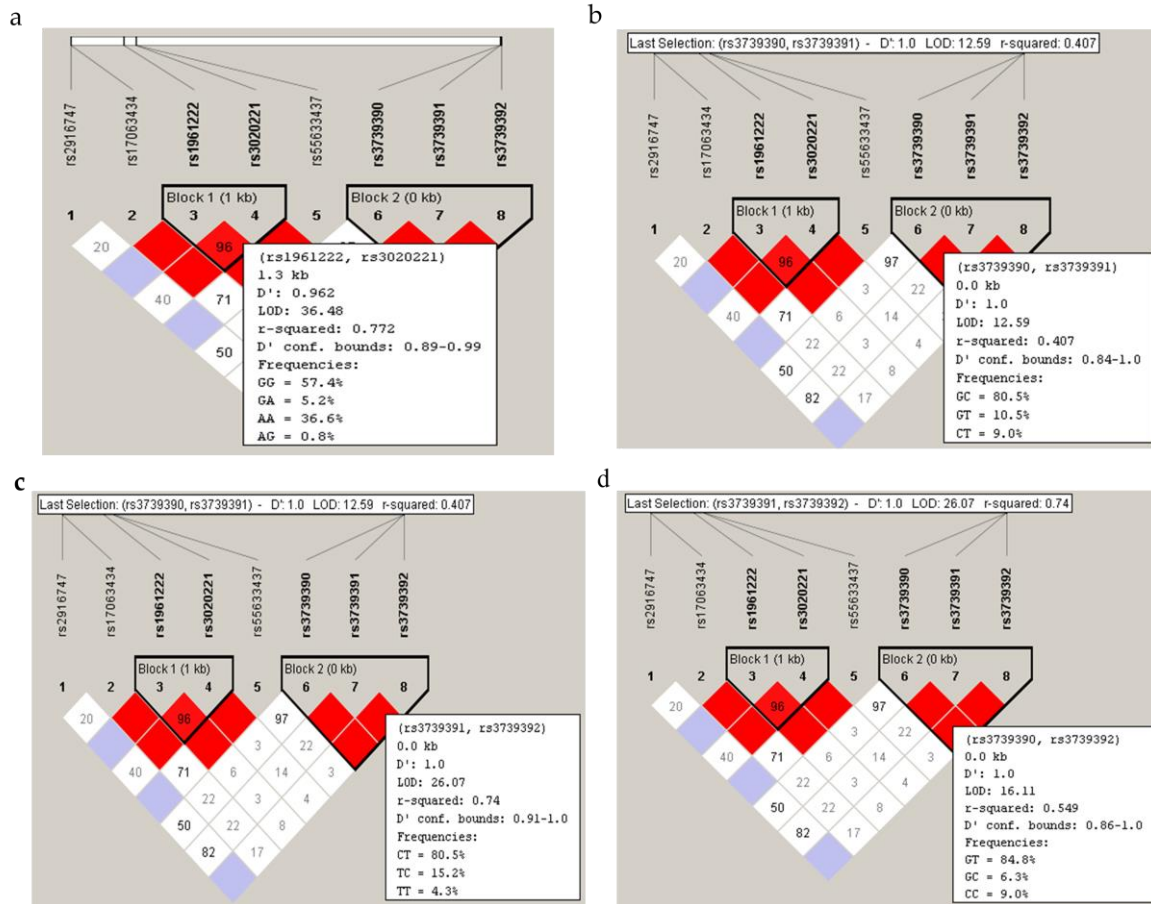 a
rs2916747
rs17063434
rs1961222
rs3020221
rs55633437
rs3739390
rs3739391
rs3739392
Block 1 (1 kb)
Block 2 (0 kb)
1 2 3 4 5 6 7 8
20 96
40 71
50
(rs1961222, rs3020221)
1.3 kb
D': 0.962
LOD: 36.48
r-squared: 0.772
D' conf. bounds: 0.89-0.99
Frequencies:
GG = 57.4%
GA = 5.2%
AA = 36.6%
AG = 0.8%
b
Last Selection: (rs3739390, rs3739391) - D': 1.0 LOD: 12.59 r-squared: 0.407
rs2916747
rs17063434
rs1961222
rs3020221
rs55633437
rs3739390
rs3739391
rs3739392
Block 1 (1 kb)
Block 2 (0 kb)
1 2 3 4 5 6 7 8
20 96 97
3 22
40 71 6 14
22 3 4
50 22 8
82 17
(rs3739390, rs3739391)
0.0 kb
D': 1.0
LOD: 12.59
r-squared: 0.407
D' conf. bounds: 0.84-1.0
Frequencies:
GC = 80.5%
GT = 10.5%
CT = 9.0%
c
Last Selection: (rs3739390, rs3739391) - D': 1.0 LOD: 12.59 r-squared: 0.407
rs2916747
rs17063434
rs1961222
rs3020221
rs55633437
rs3739390
rs3739391
rs3739392
Block 1 (1 kb)
Block 2 (0 kb)
1 2 3 4 5 6 7 8
20 96 97
3 22
40 71 6 14 3
22 3 4
50 22 8
82 17
(rs3739391, rs3739392)
0.0 kb
D': 1.0
LOD: 26.07
r-squared: 0.74
D' conf. bounds: 0.91-1.0
Frequencies:
CT = 80.5%
TC = 15.2%
TT = 4.3%
d
Last Selection: (rs3739391, rs3739392) - D': 1.0 LOD: 26.07 r-squared: 0.74
rs2916747
rs17063434
rs1961222
rs3020221
rs55633437
rs3739390
rs3739391
rs3739392
Block 1 (1 kb)
Block 2 (0 kb)
1 2 3 4 5 6 7 8
20 96 97
3 22
40 71 6 14 3
22 3 4
50 22 8
82 17
(rs3739390, rs3739392)
0.0 kb
D': 1.0
LOD: 16.11
r-squared: 0.549
D' conf. bounds: 0.86-1.0
Frequencies:
GT = 84.8%
GC = 6.3%
CC = 9.0%